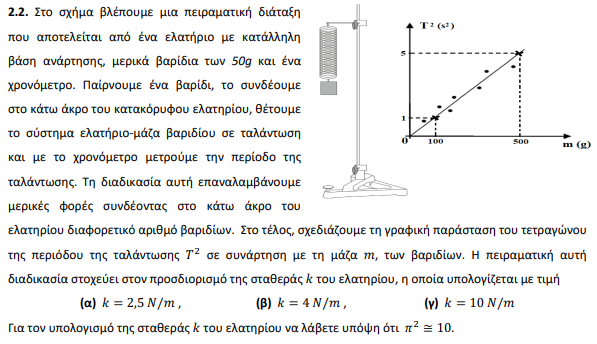 2.2. Στο σχήμα βλέπουμε μια πειραματική διάταξη
που αποτελείται από ένα ελατήριο με κατάλληλη
βάση ανάρτησης, μερικά βαρίδια των 50g και ένα
χρονόμετρο. Παίρνουμε ένα βαρίδι, το συνδέουμε
στο κάτω άκρο του κατακόρυφου ελατηρίου, θέτουμε
το σύστημα ελατήριο-μάζα βαριδίου σε ταλάντωση
και με το χρονόμετρο μετρούμε την περίοδο της
ταλάντωσης. Τη διαδικασία αυτή επαναλαμβάνουμε
μερικές φορές συνδέοντας στο κάτω άκρο του
ελατηρίου διαφορετικό αριθμό βαριδίων. Στο τέλος, σχεδιάζουμε τη γραφική παράσταση του τετραγώνου
της περιόδου της ταλάντωσης T² σε συνάρτηση με τη μάζα m, των βαριδίων. Η πειραματική αυτή
διαδικασία στοχεύει στον προσδιορισμό της σταθεράς k του ελατηρίου, η οποία υπολογίζεται με τιμή
(α) k = 2,5 N/m , (β) k = 4 N/m , (γ) k = 10 N/m
Για τον υπολογισμό της σταθεράς k του ελατηρίου να λάβετε υπόψη ότι π² ≅ 10.
T² (s²)
5
1
0 100 500 m (g)